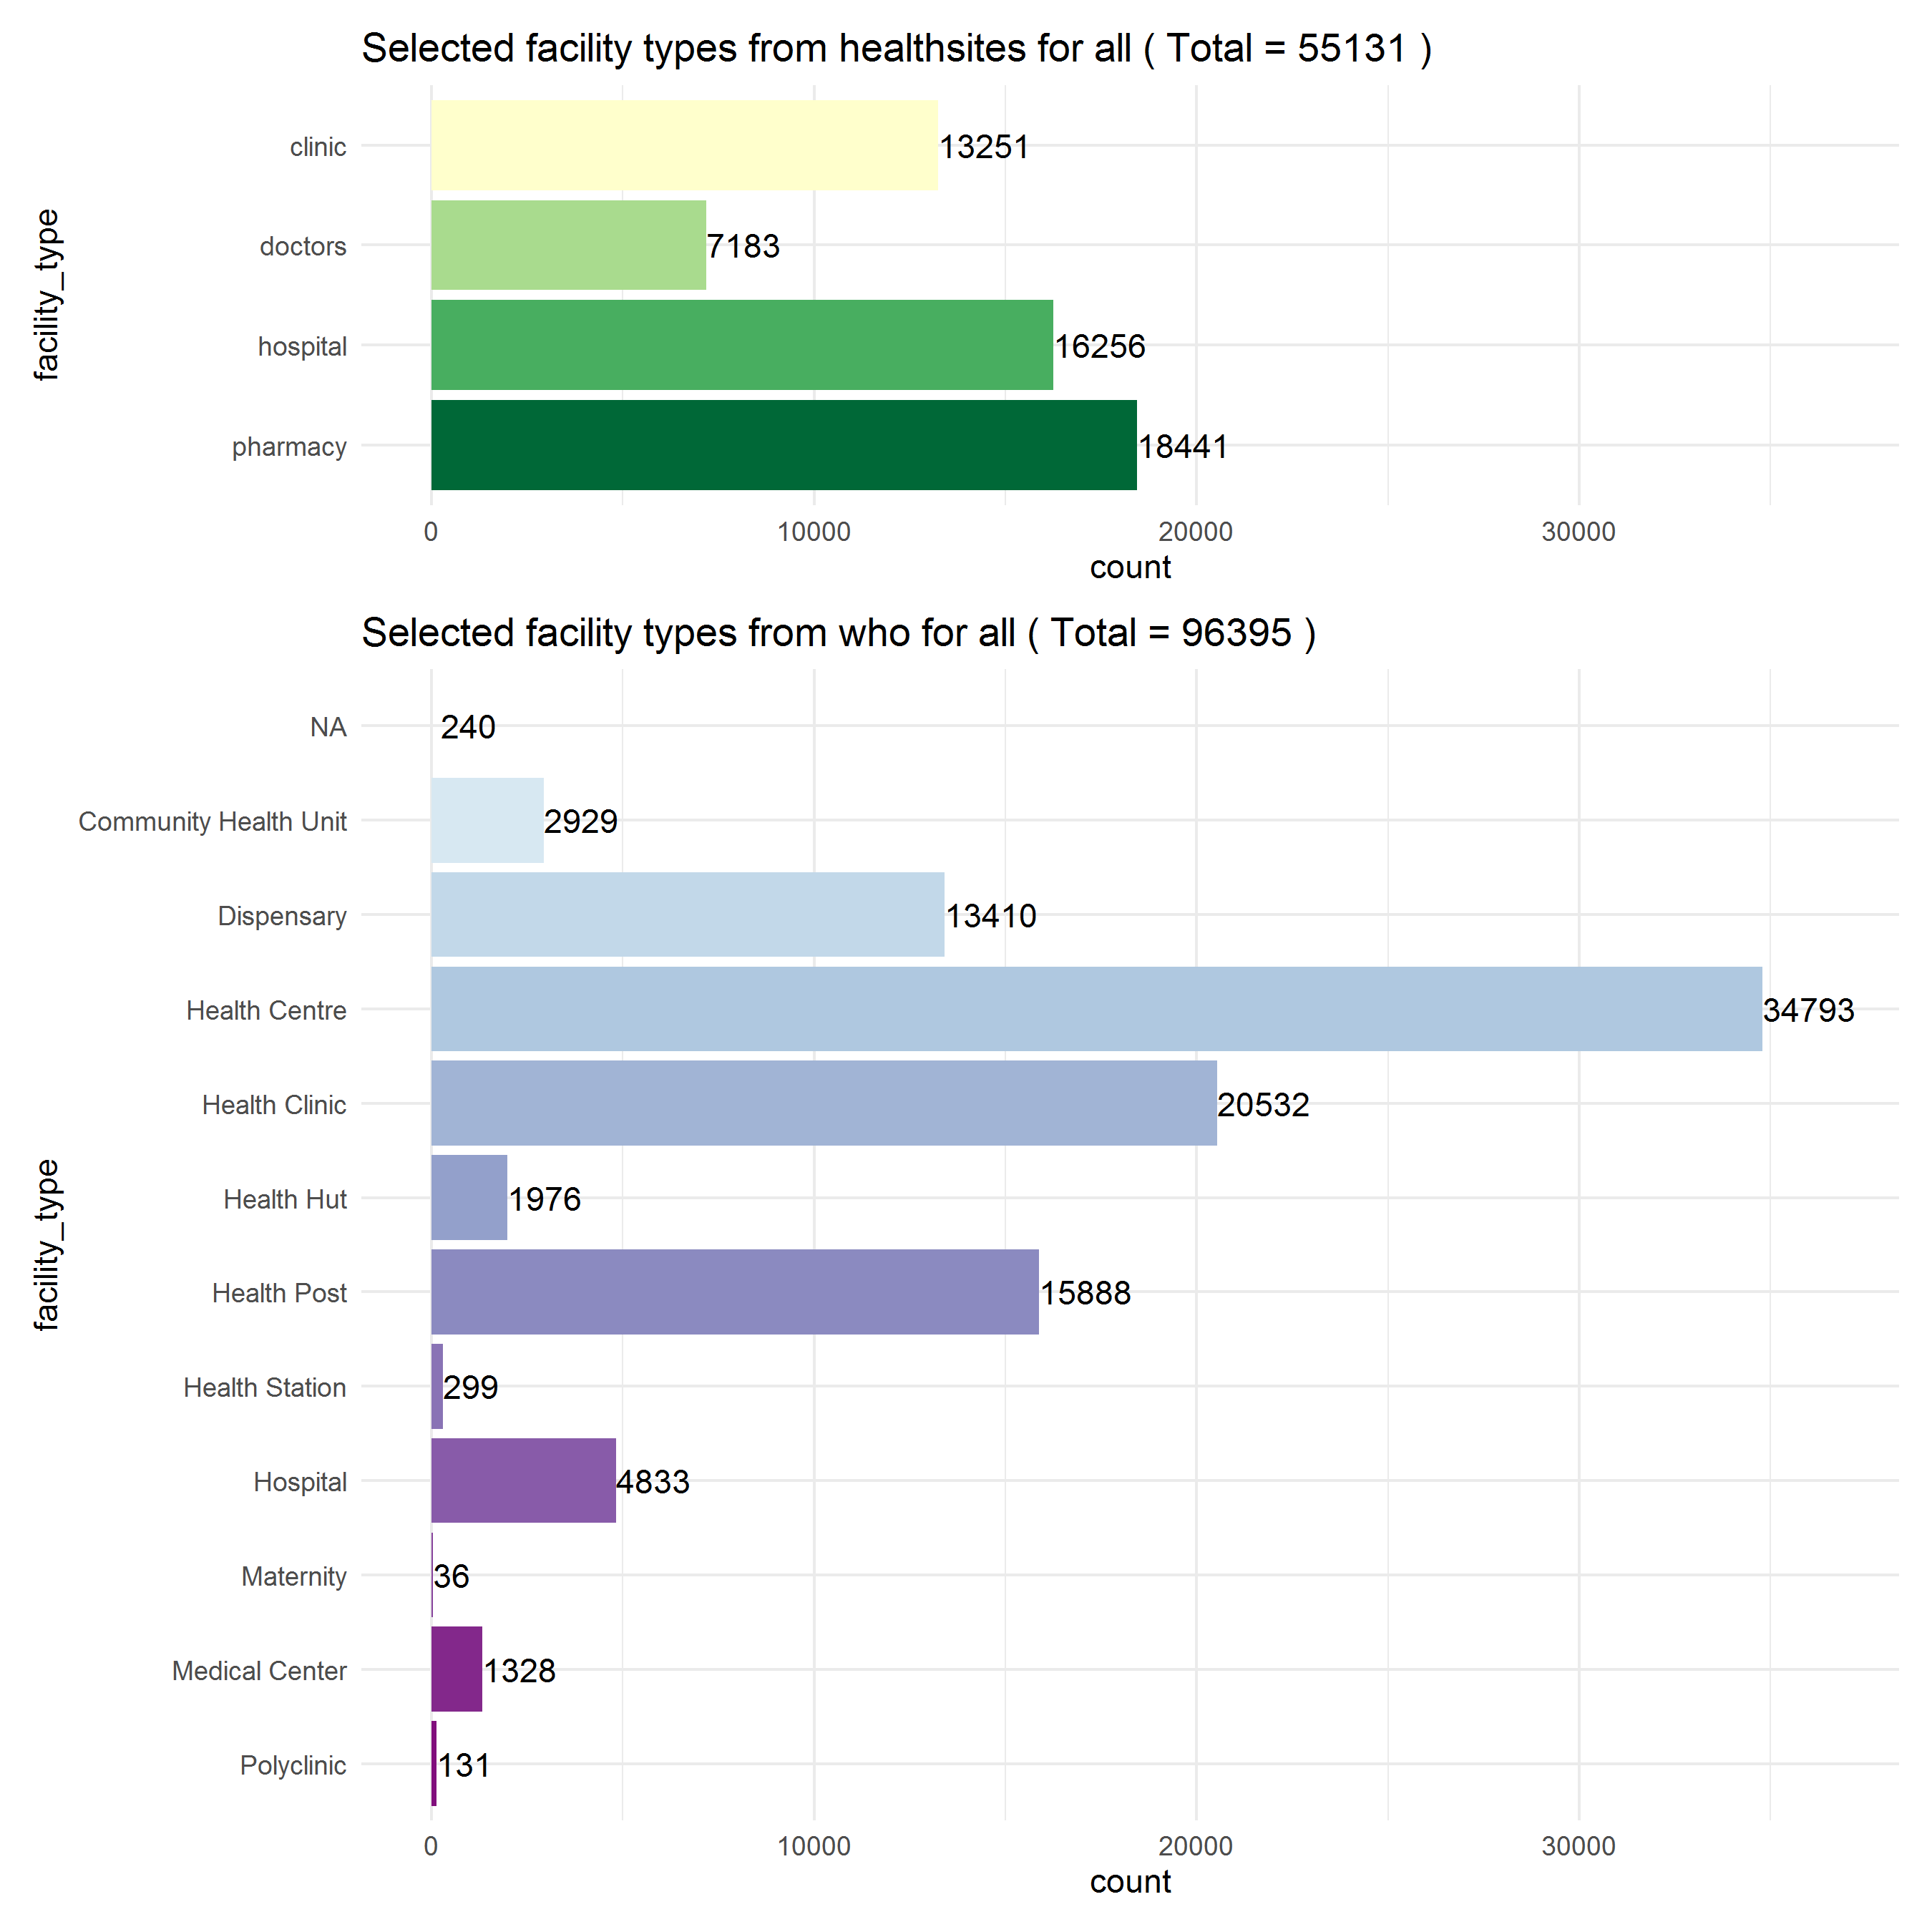 Selected facility types from healthsites for all ( Total = 55131 )
facility_type
clinic 13251
doctors 7183
hospital 16256
pharmacy 18441
0 10000 20000 30000
count
Selected facility types from who for all ( Total = 96395 )
facility_type
NA 240
Community Health Unit 2929
Dispensary 13410
Health Centre 34793
Health Clinic 20532
Health Hut 1976
Health Post 15888
Health Station 299
Hospital 4833
Maternity 36
Medical Center 1328
Polyclinic 131
0 10000 20000 30000
count